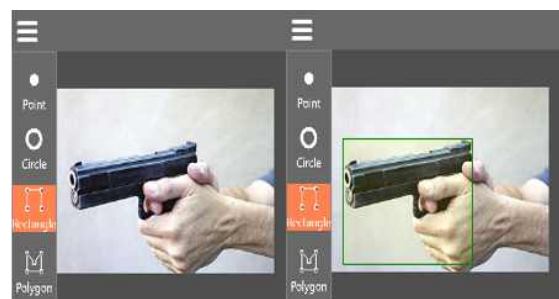 Point
Circle
Rectangle
Polygon
Point
Circle
Rectangle
Polygon